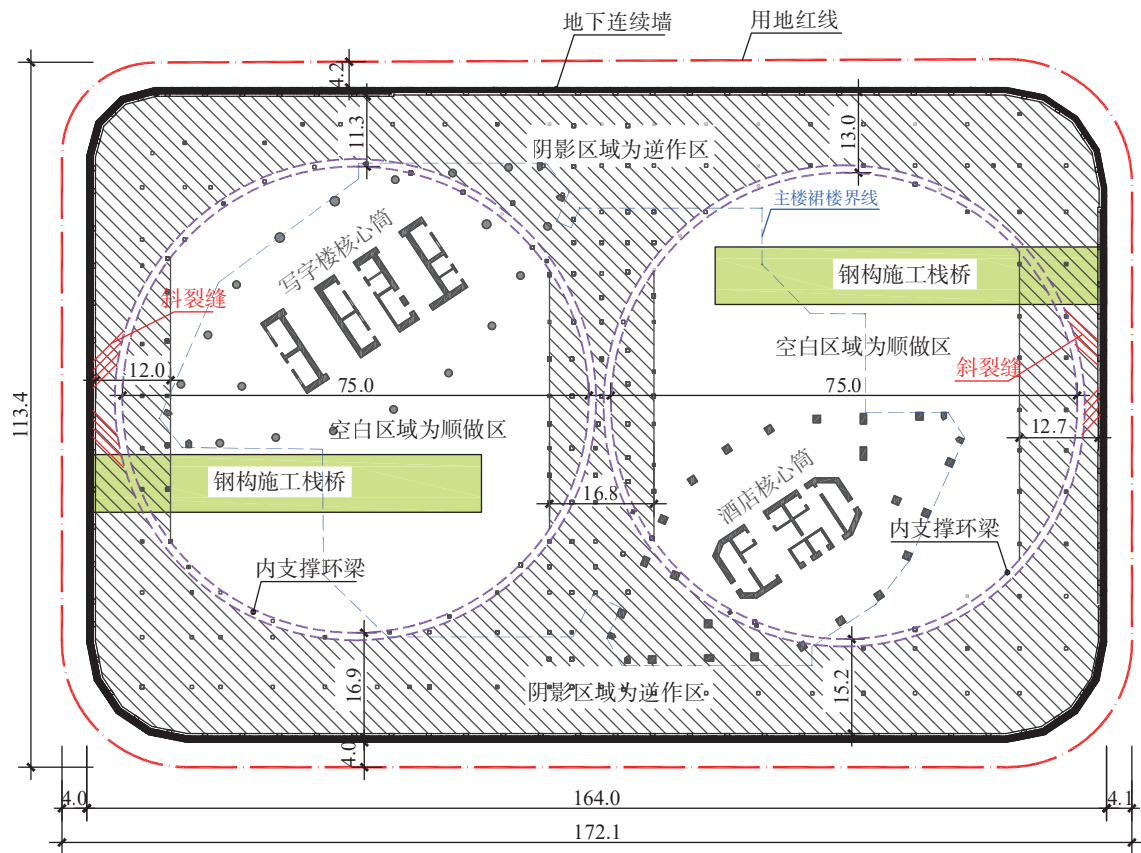 地下连续墙
用地红线
4.2
11.3
13.0
阴影区域为逆作区
主楼裙楼界线
写字楼核心筒
钢构施工栈桥
斜裂缝
空白区域为顺做区
斜裂缝
12.0
75.0
75.0
113.4
空白区域为顺做区
12.7
钢构施工栈桥
16.8
酒店核心筒
内支撑环梁
内支撑环梁
16.9
阴影区域为逆作区
15.2
4.0
4.0
164.0
4.1
172.1